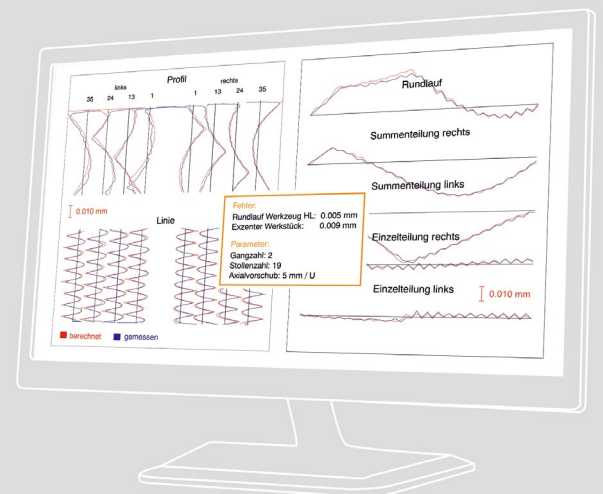 Profil
links
rechts
35 24 13 1
1 13 24 35
0.010 mm
Linie
berechnet gemessen
Fehler:
Rundlauf Werkzeug HL: 0.005 mm
Exzenter Werkstück: 0.009 mm
Parameter:
Gangzahl: 2
Stollenzahl: 19
Axialvorschub: 5 mm / U
Rundlauf
Summenteilung rechts
Summenteilung links
Einzelteilung rechts
Einzelteilung links
0.010 mm